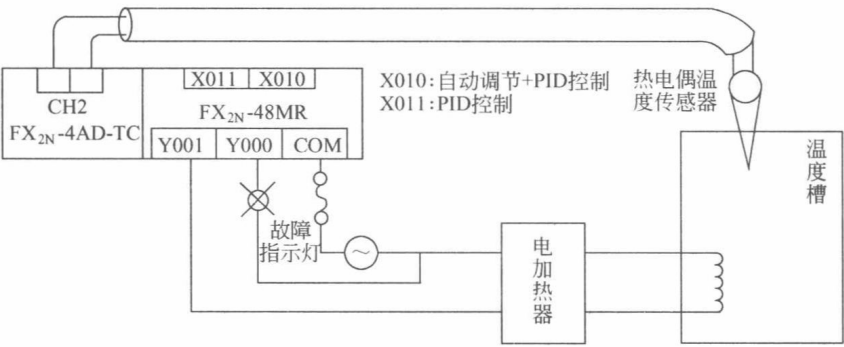 X011 X010
X010:自动调节+PID控制
X011:PID控制
热电偶温
度传感器
CH2
FX2N-4AD-TC
FX2N-48MR
Y001 Y000 COM
温度槽
故障
指示灯
~
电加热器